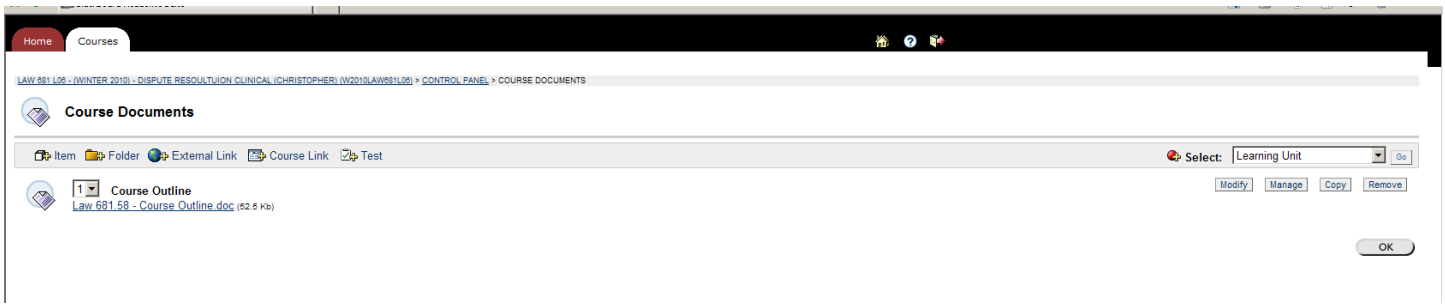 Home Courses
LAW 681 L06 - (WINTER 2010) - DISPUTE RESOULTUION CLINICAL (CHRISTOPHER) (W2010LAW681L06) > CONTROL PANEL > COURSE DOCUMENTS
Course Documents
Item Folder External Link Course Link Test Select: Learning Unit Go
1 Course Outline Modify Manage Copy Remove
Law 681.58 - Course Outline.doc (52.5 Kb)
OK